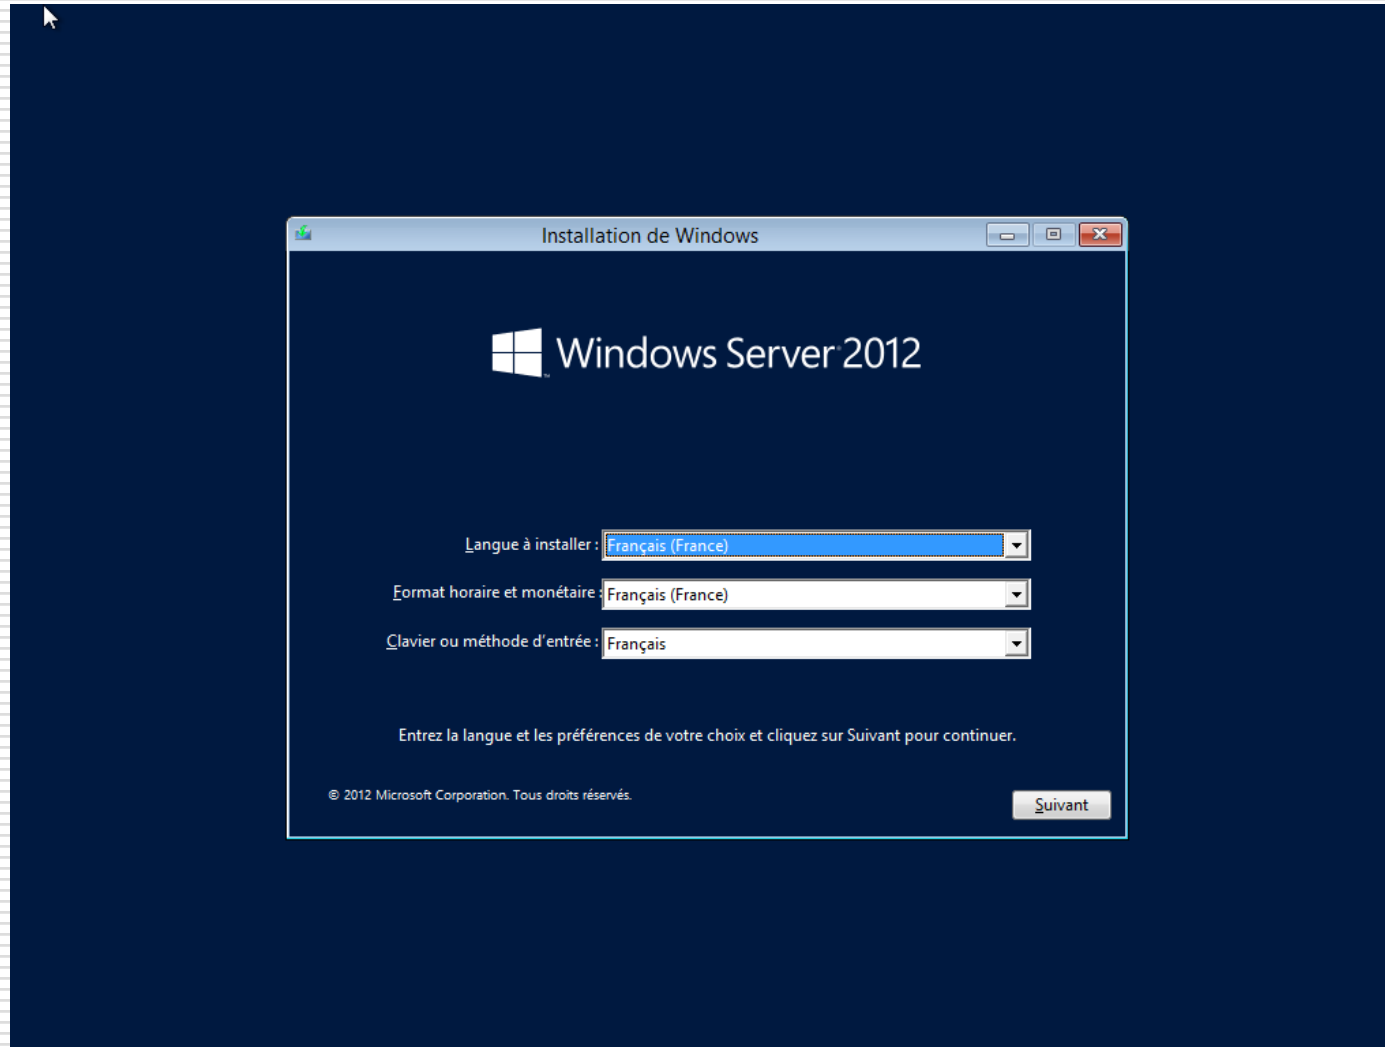 Installation de Windows
Windows Server 2012
Langue à installer : Français (France)
Format horaire et monétaire : Français (France)
Clavier ou méthode d'entrée : Français
Entrez la langue et les préférences de votre choix et cliquez sur Suivant pour continuer.
© 2012 Microsoft Corporation. Tous droits réservés.
Suivant